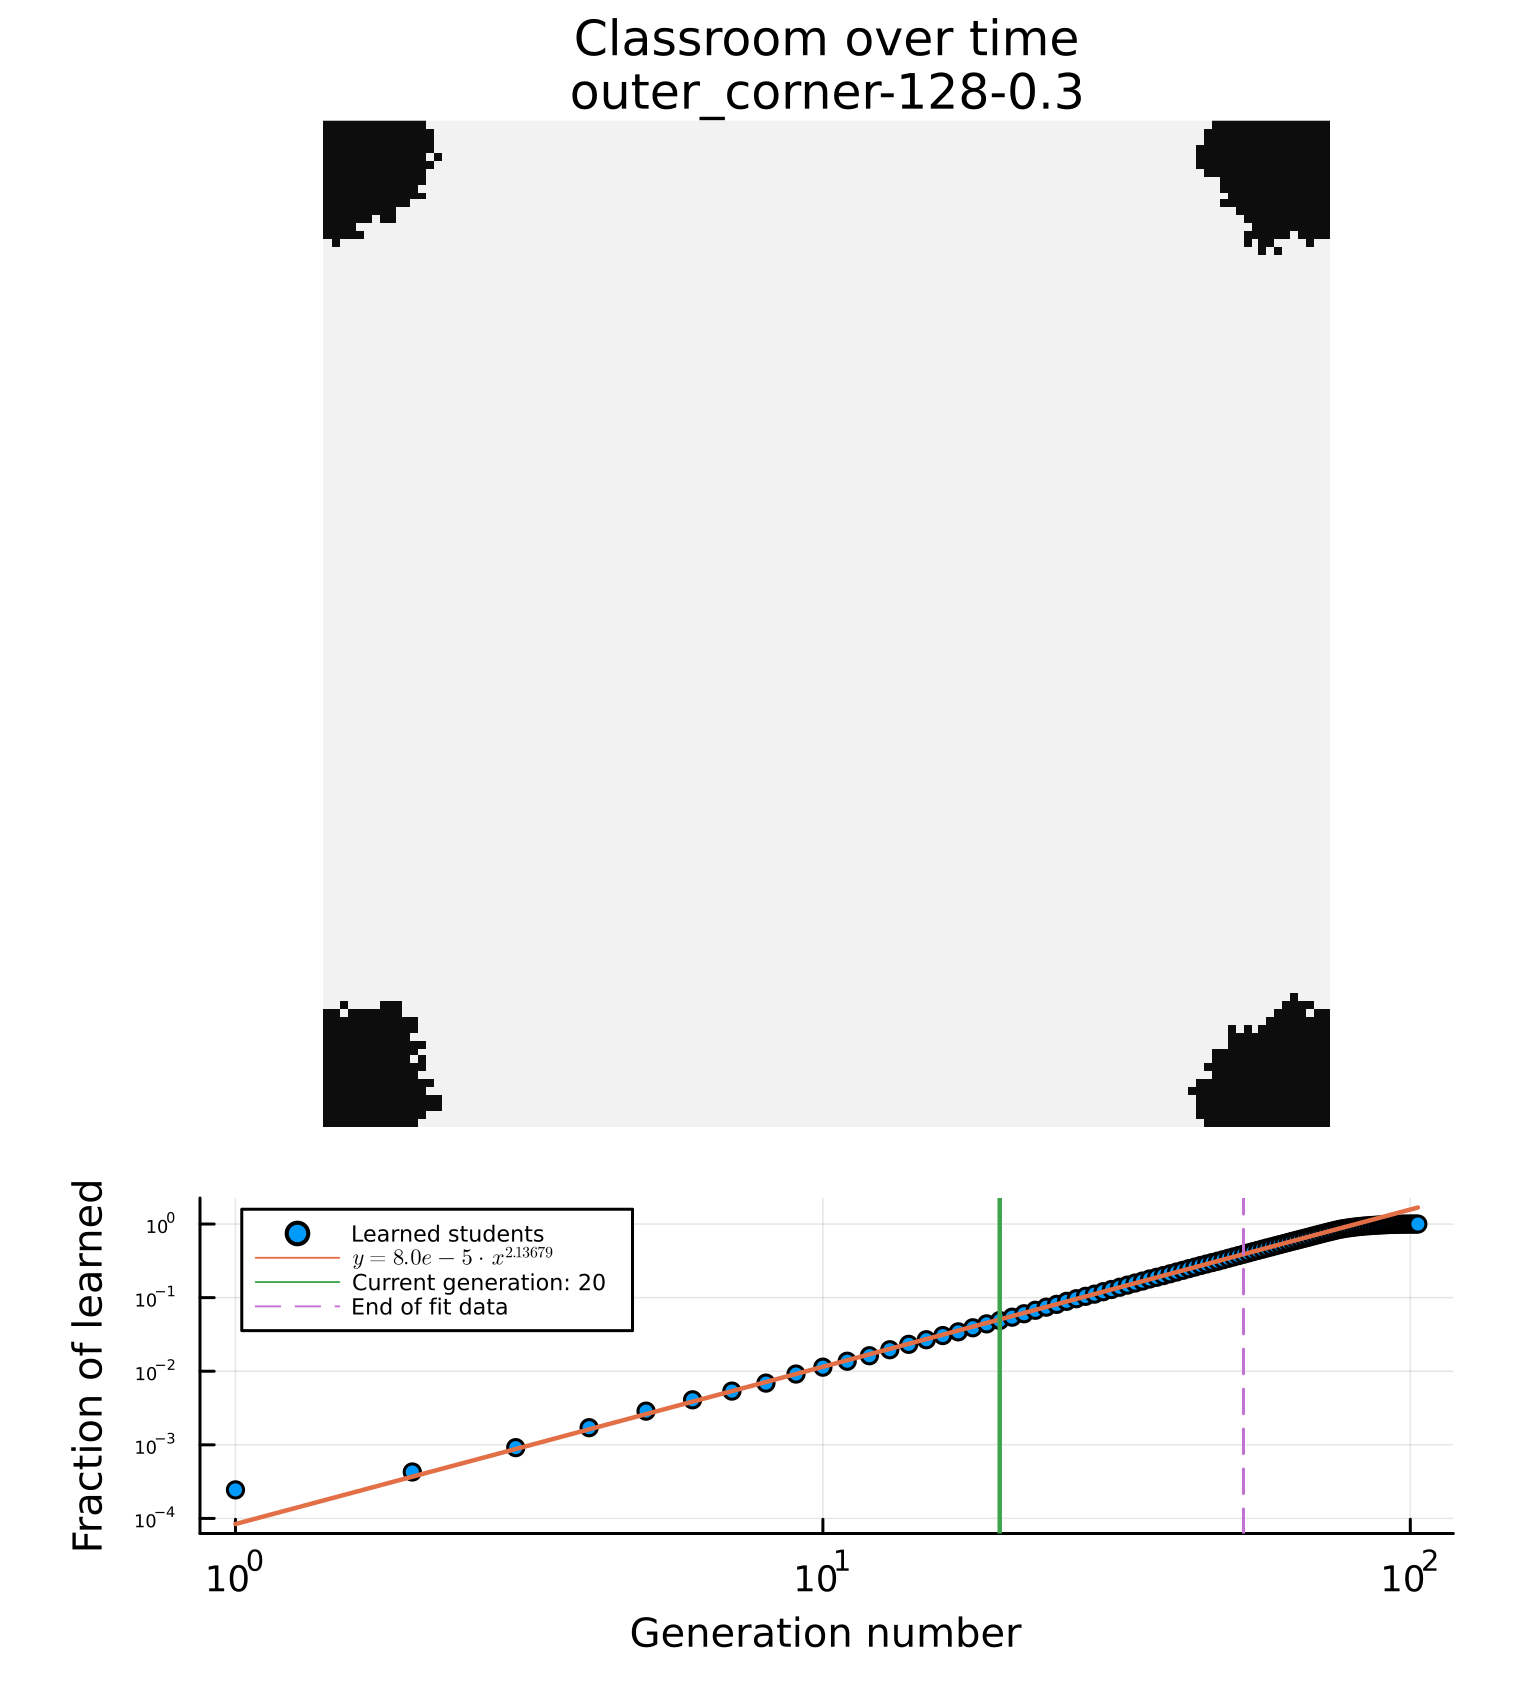 Classroom over time
outer_corner-128-0.3
Fraction of learned
10^0
10^-1
10^-2
10^-3
10^-4
Learned students
y = 8.0e − 5 · x^2.13679
Current generation: 20
End of fit data
10^0 10^1 10^2
Generation number